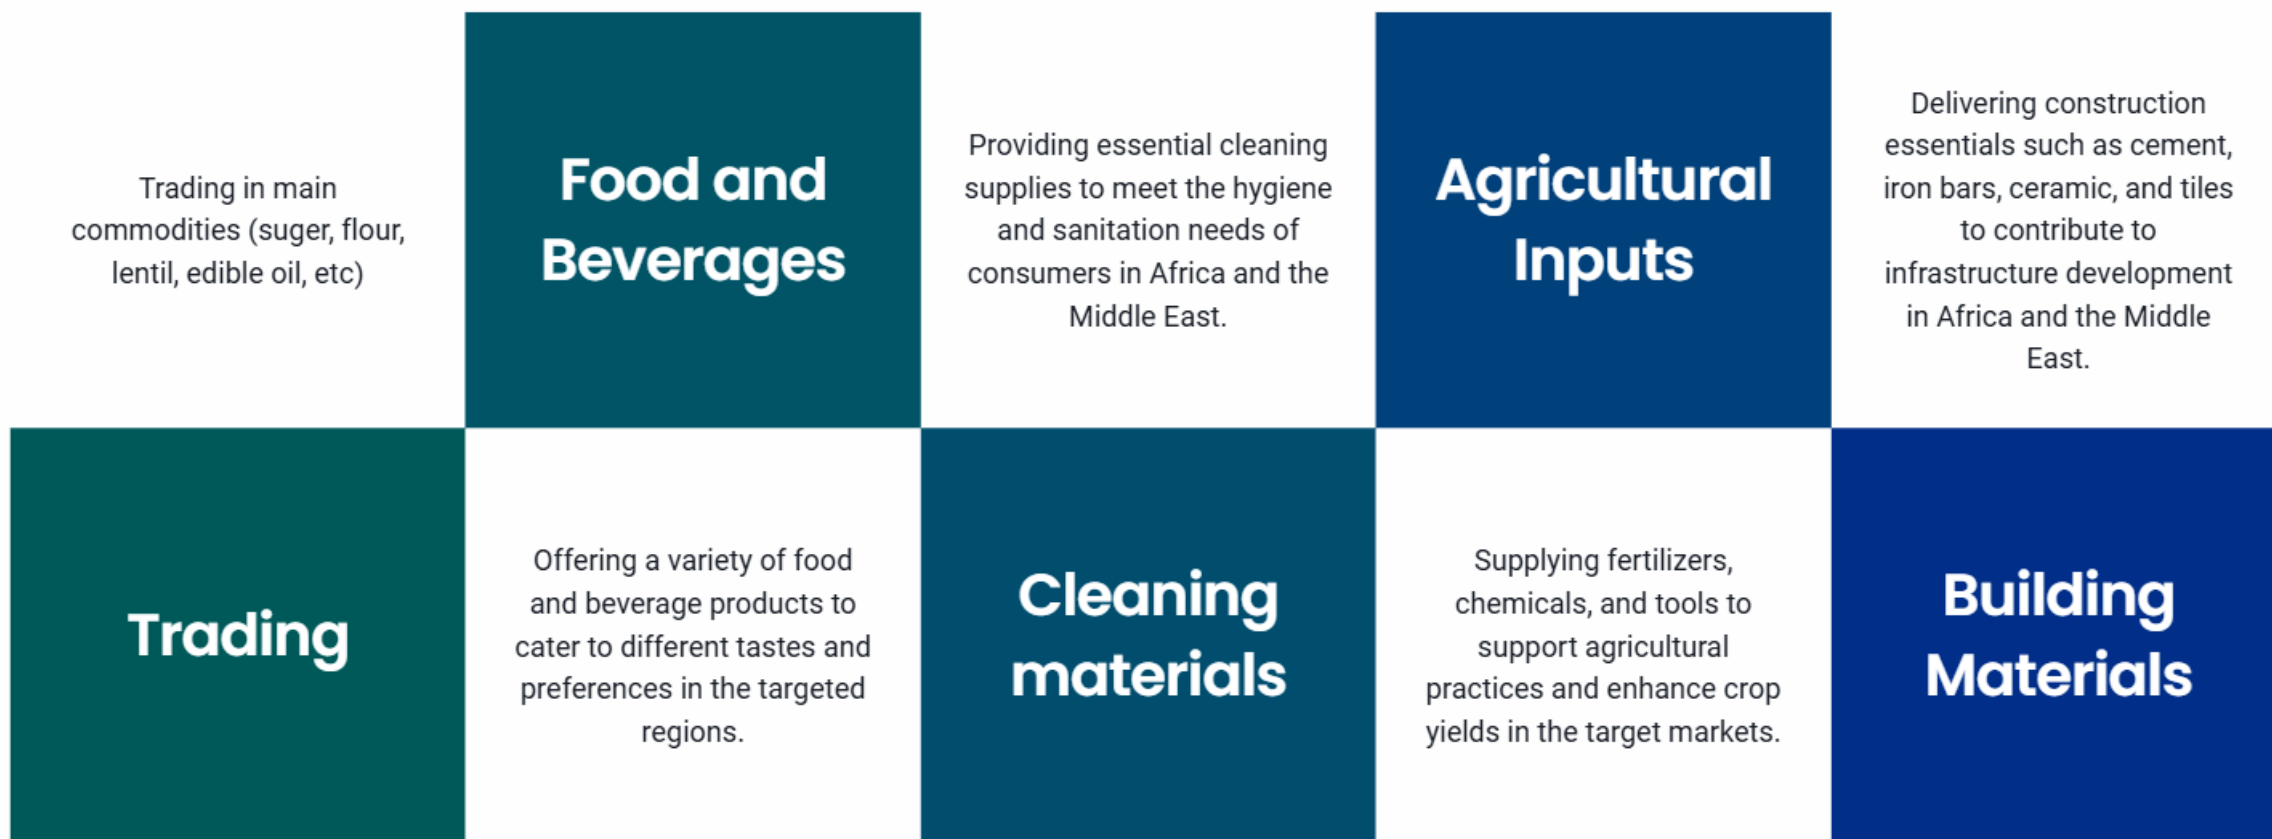 Trading in main
commodities (suger, flour,
lentil, edible oil, etc)
Trading
Food and
Beverages
Offering a variety of food
and beverage products to
cater to different tastes and
preferences in the targeted
regions.
Providing essential cleaning
supplies to meet the hygiene
and sanitation needs of
consumers in Africa and the
Middle East.
Cleaning
materials
Agricultural
Inputs
Supplying fertilizers,
chemicals, and tools to
support agricultural
practices and enhance crop
yields in the target markets.
Delivering construction
essentials such as cement,
iron bars, ceramic, and tiles
to contribute to
infrastructure development
in Africa and the Middle
East.
Building
Materials